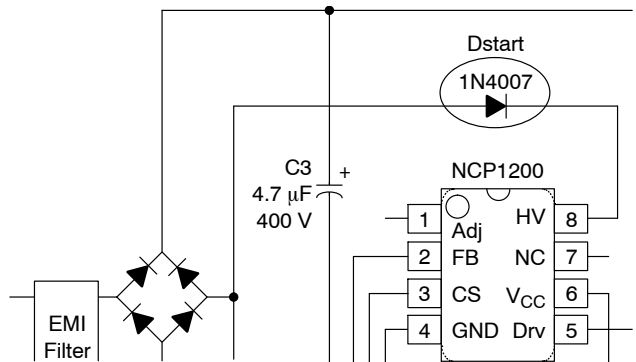 Dstart
1N4007
C3
+
4.7 μF
400 V
NCP1200
1
Adj
HV
8
2
FB
NC
7
3
CS
VCC
6
4
GND
Drv
5
EMI
Filter